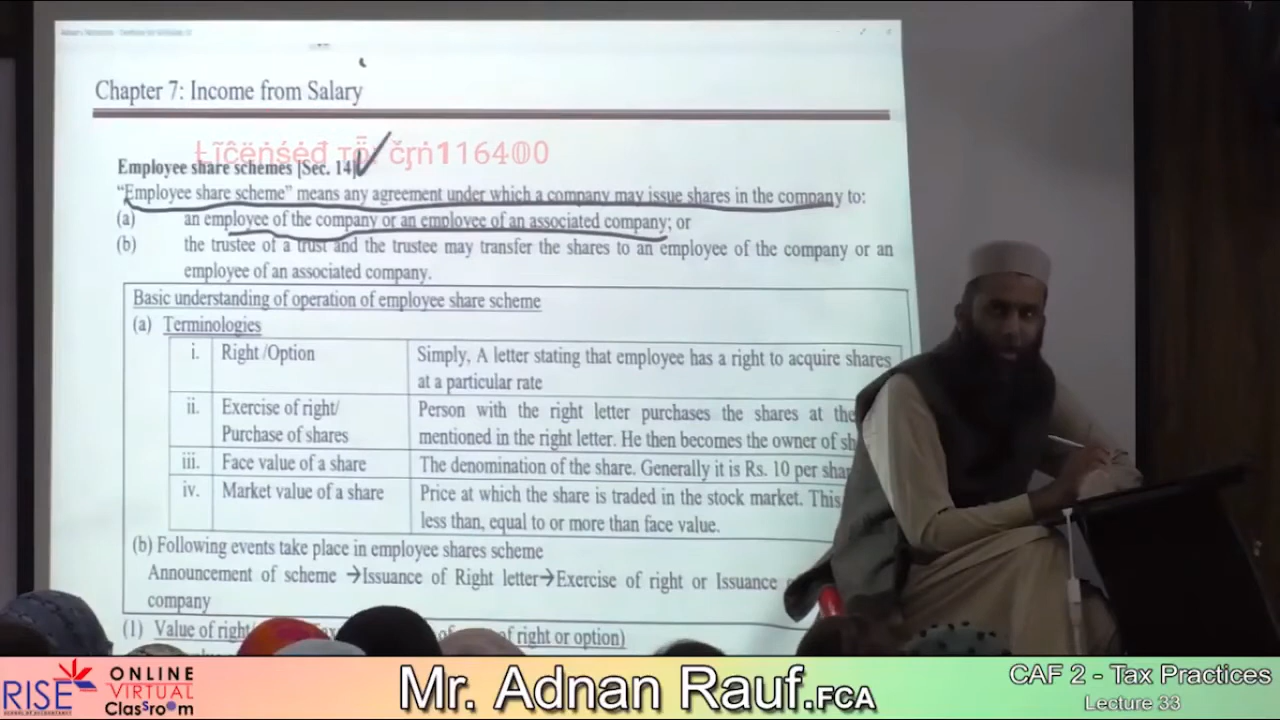 Chapter 7: Income from Salary
Ƚĩĉëṅśėđ ҭȱ čŗṅ116400
Employee share schemes [Sec. 14]
“Employee share scheme” means any agreement under which a company may issue shares in the company to:
(a) an employee of the company or an employee of an associated company; or
(b) the trustee of a trust and the trustee may transfer the shares to an employee of the company or an
employee of an associated company.
Basic understanding of operation of employee share scheme
(a) Terminologies
i. Right /Option Simply, A letter stating that employee has a right to acquire shares
at a particular rate
ii. Exercise of right/ Person with the right letter purchases the shares at the
Purchase of shares mentioned in the right letter. He then becomes the owner of sh
iii. Face value of a share The denomination of the share. Generally it is Rs. 10 per shar
iv. Market value of a share Price at which the share is traded in the stock market. This
less than, equal to or more than face value.
(b) Following events take place in employee shares scheme
Announcement of scheme →Issuance of Right letter→Exercise of right or Issuance
company
(1) Value of right/ of right or option)
RISE
ONLINE
VIRTUAL
Classroom
Mr. Adnan Rauf.FCA
CAF 2 - Tax Practices
Lecture 33